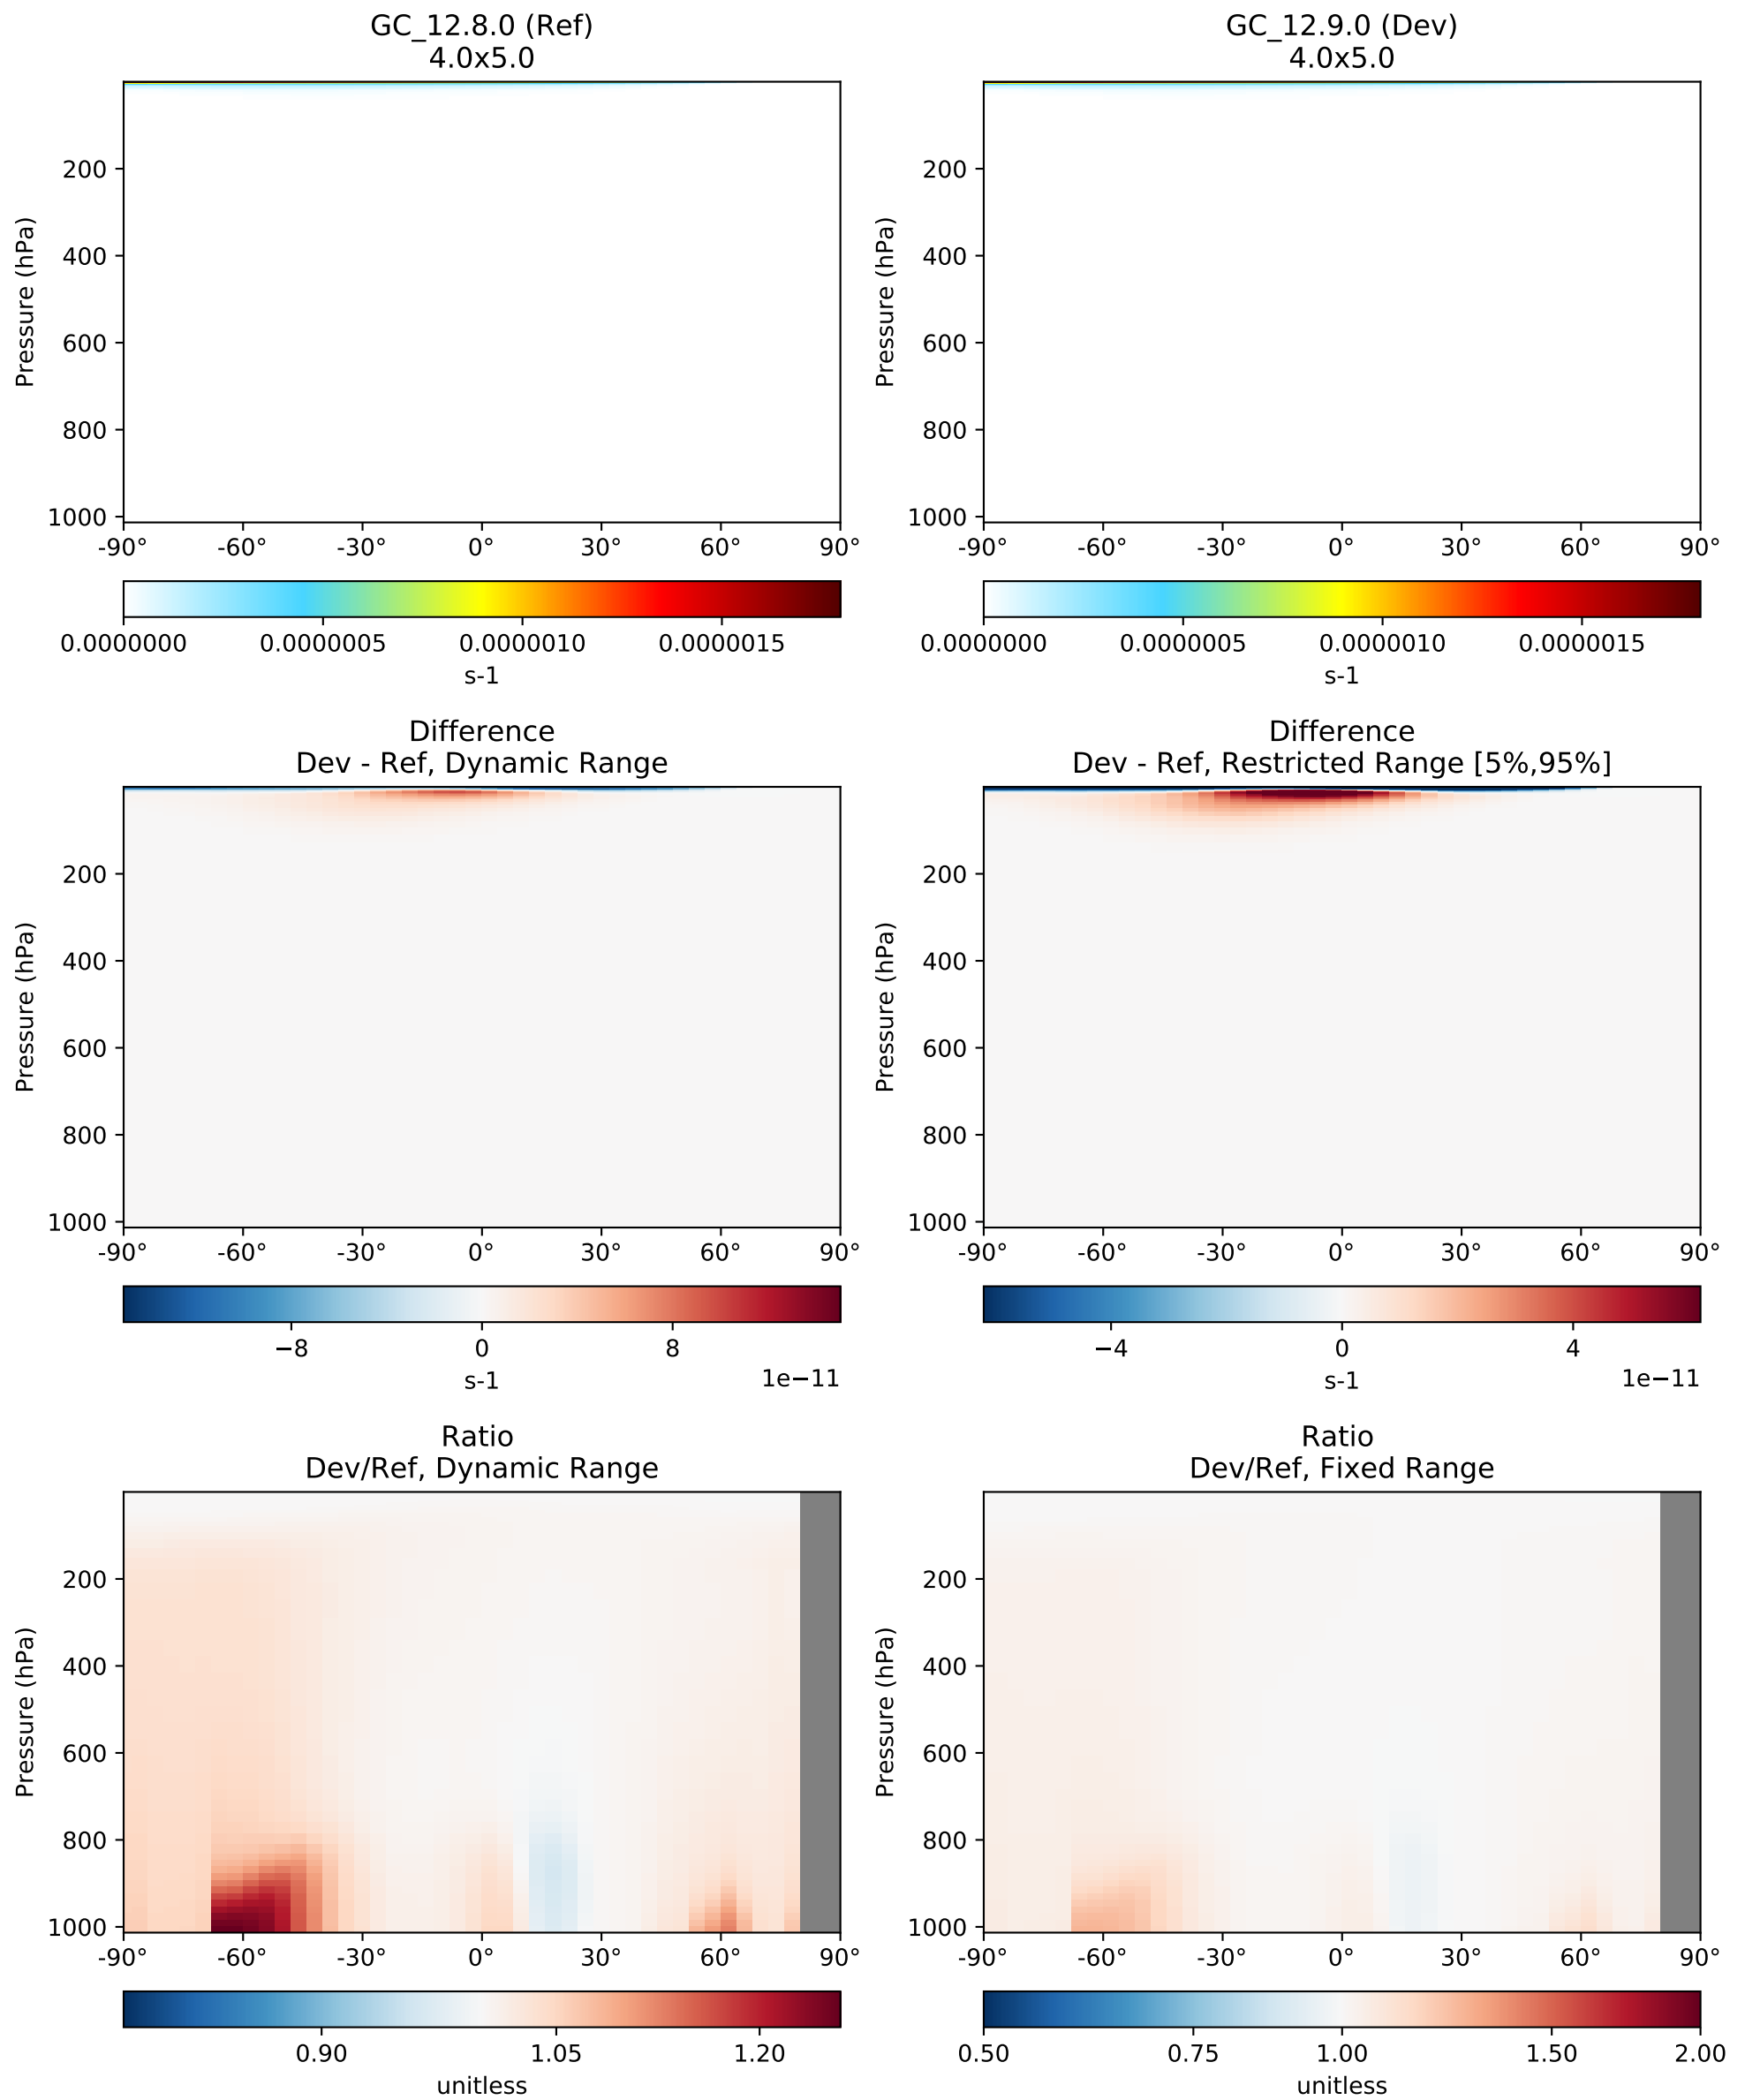 GC_12.8.0 (Ref)
4.0x5.0
Pressure (hPa)
200
400
600
800
1000
-90° -60° -30° 0° 30° 60° 90°
0.0000000 0.0000005 0.0000010 0.0000015
s-1
GC_12.9.0 (Dev)
4.0x5.0
Pressure (hPa)
200
400
600
800
1000
-90° -60° -30° 0° 30° 60° 90°
0.0000000 0.0000005 0.0000010 0.0000015
s-1
Difference
Dev - Ref, Dynamic Range
Pressure (hPa)
200
400
600
800
1000
-90° -60° -30° 0° 30° 60° 90°
−8 0 8
s-1
1e−11
Difference
Dev - Ref, Restricted Range [5%,95%]
Pressure (hPa)
200
400
600
800
1000
-90° -60° -30° 0° 30° 60° 90°
−4 0 4
s-1
1e−11
Ratio
Dev/Ref, Dynamic Range
Pressure (hPa)
200
400
600
800
1000
-90° -60° -30° 0° 30° 60° 90°
0.90 1.05 1.20
unitless
Ratio
Dev/Ref, Fixed Range
Pressure (hPa)
200
400
600
800
1000
-90° -60° -30° 0° 30° 60° 90°
0.50 0.75 1.00 1.50 2.00
unitless